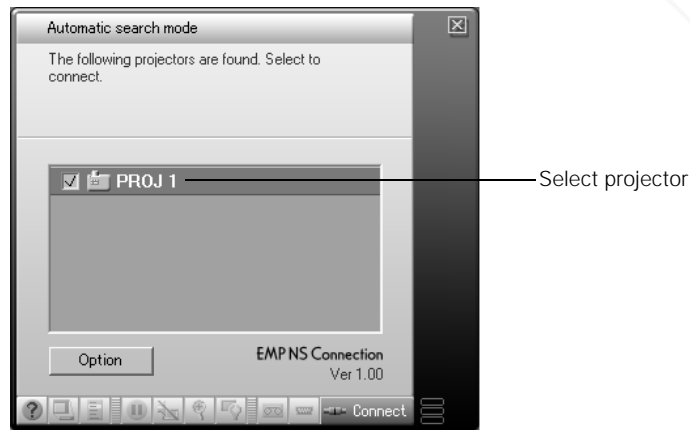 Automatic search mode
The following projectors are found. Select to
connect.
PROJ 1
Select projector
Option
EMP NS Connection
Ver 1.00
? Connect